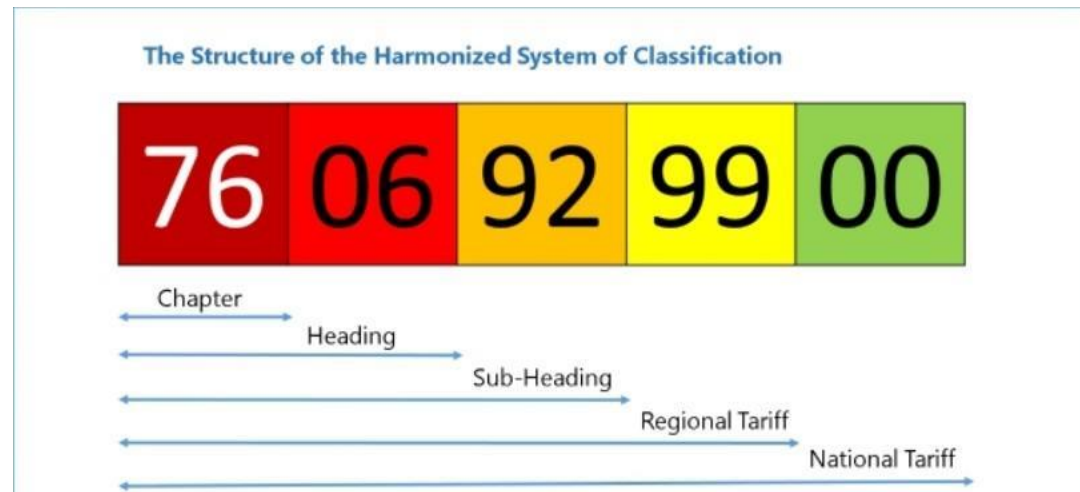 The Structure of the Harmonized System of Classification
76 06 92 99 00
Chapter
Heading
Sub-Heading
Regional Tariff
National Tariff